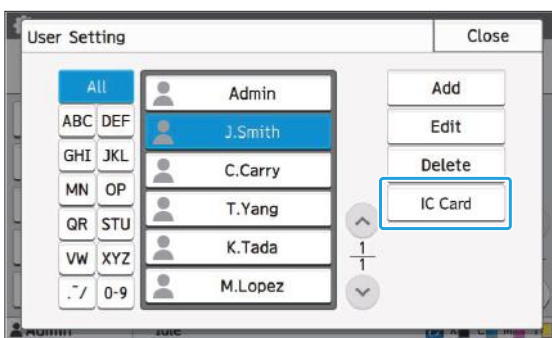 User Setting
Close
All
ABC DEF
GHI JKL
MN OP
QR STU
VW XYZ
.~/ 0-9
Admin
J.Smith
C.Carry
T.Yang
K.Tada
M.Lopez
1
1
Add
Edit
Delete
IC Card
Admin
Idle